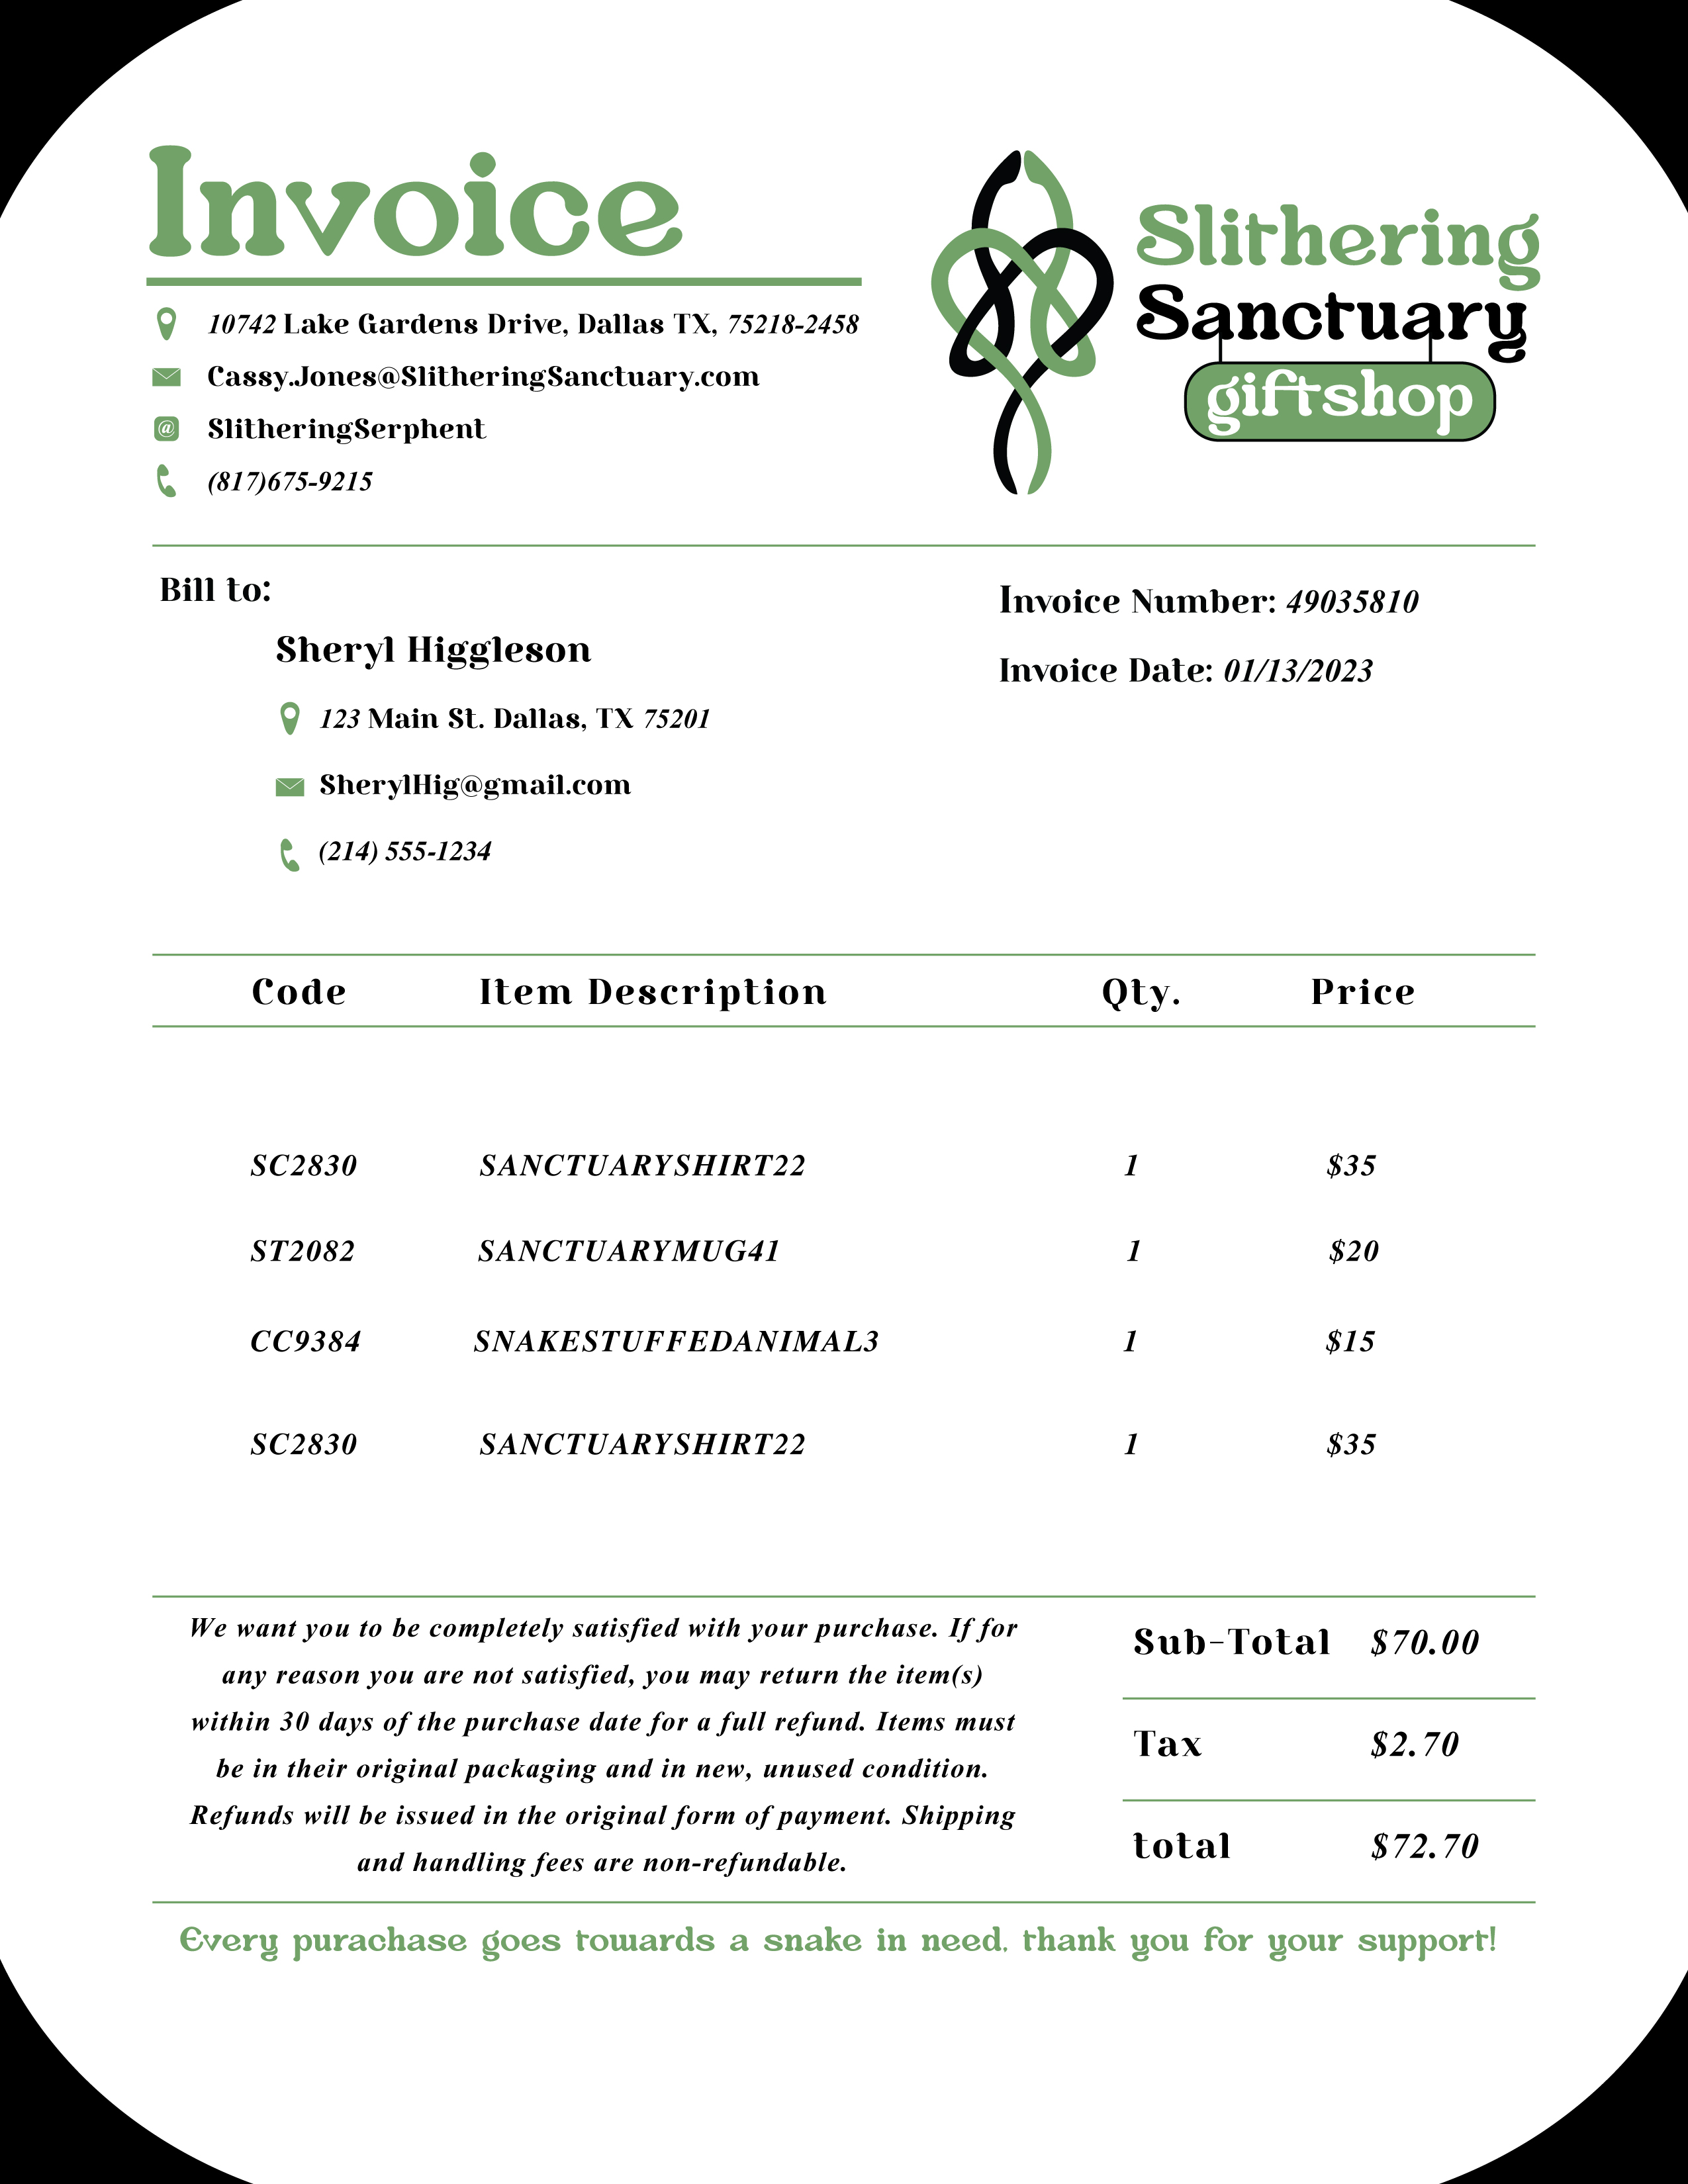 Invoice
10742 Lake Gardens Drive, Dallas TX, 75218-2458
Cassy.Jones@SlitheringSanctuary.com
@ SlitheringSerphent
(817)675-9215
Slithering
Sanctuary
giftshop
Bill to:
Sheryl Higgleson
123 Main St. Dallas, TX 75201
SherylHig@gmail.com
(214) 555-1234
Invoice Number: 49035810
Invoice Date: 01/13/2023
Code Item Description Qty. Price
SC2830 SANCTUARYSHIRT22 1 $35
ST2082 SANCTUARYMUG41 1 $20
CC9384 SNAKESTUFFEDANIMAL3 1 $15
SC2830 SANCTUARYSHIRT22 1 $35
We want you to be completely satisfied with your purchase. If for
any reason you are not satisfied, you may return the item(s)
within 30 days of the purchase date for a full refund. Items must
be in their original packaging and in new, unused condition.
Refunds will be issued in the original form of payment. Shipping
and handling fees are non-refundable.
Sub-Total $70.00
Tax $2.70
total $72.70
Every purachase goes towards a snake in need. thank you for your support!